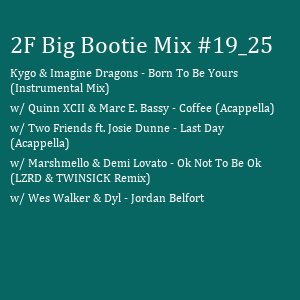 2F Big Bootie Mix #19_25
Kygo & Imagine Dragons - Born To Be Yours
(Instrumental Mix)
w/ Quinn XCII & Marc E. Bassy - Coffee (Acappella)
w/ Two Friends ft. Josie Dunne - Last Day
(Acappella)
w/ Marshmello & Demi Lovato - Ok Not To Be Ok
(LZRD & TWINSICK Remix)
w/ Wes Walker & Dyl - Jordan Belfort